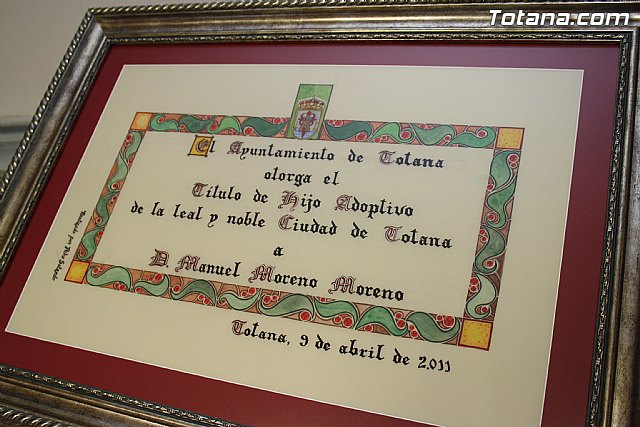 Totana.com
El Ayuntamiento de Totana
otorga el
Título de Hijo Adoptivo
de la leal y noble Ciudad de Totana
a
D. Manuel Moreno Moreno
Totana, 9 de abril de 2.011
por